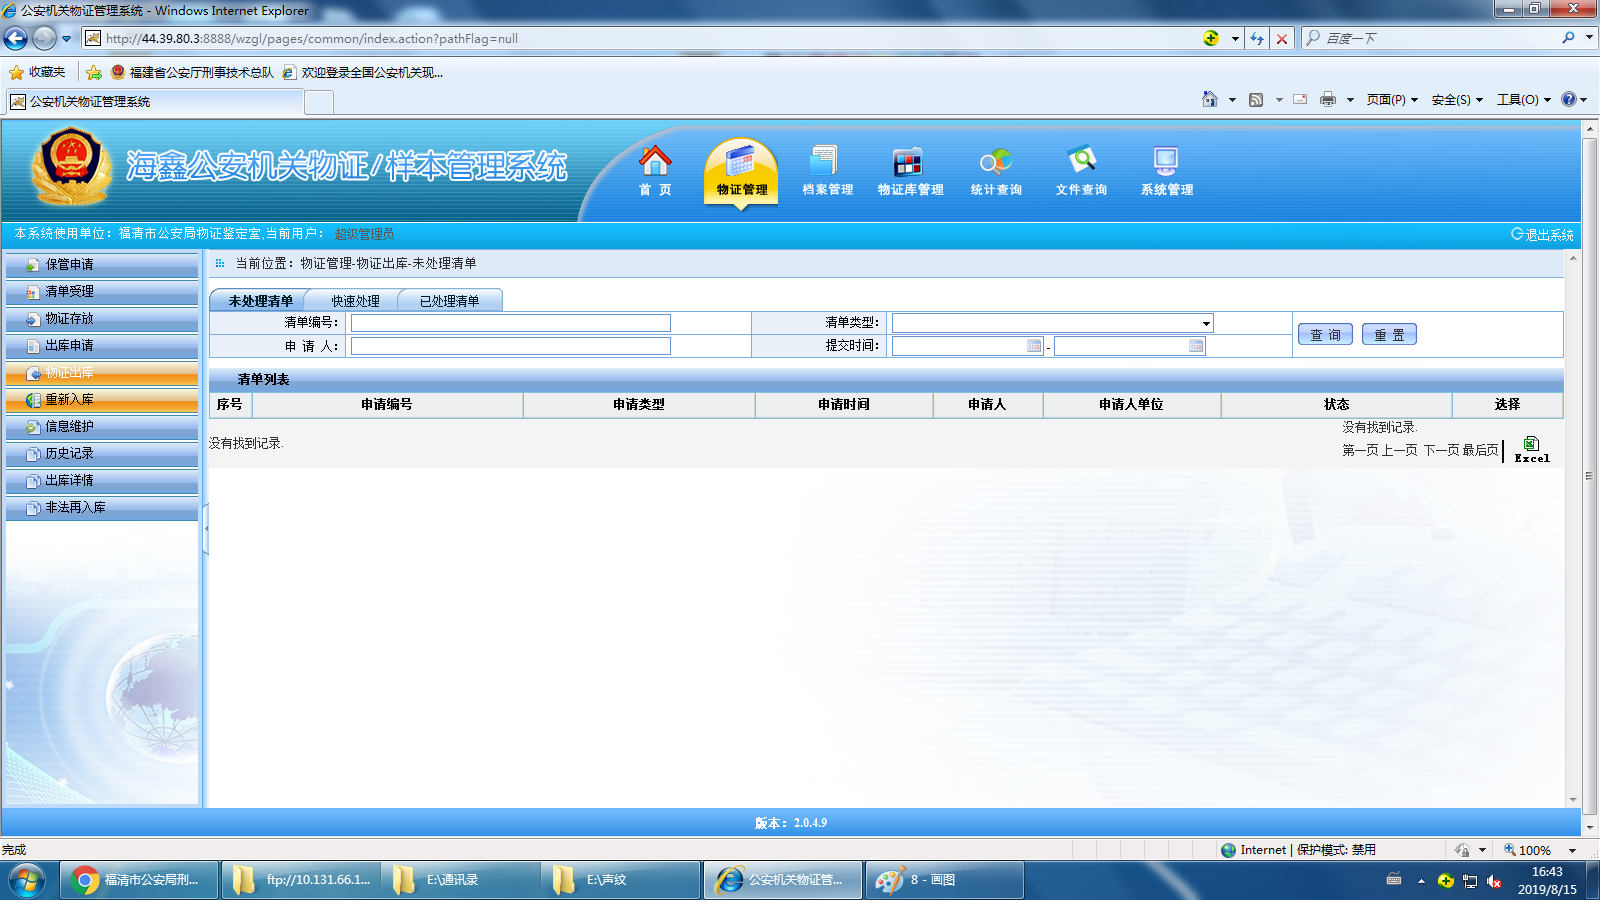 公安机关物证管理系统 - Windows Internet Explorer
http://44.39.80.3:8888/wzgl/pages/common/index.action?pathFlag=null
百度一下
收藏夹 福建省公安厅刑事技术总队 欢迎登录全国公安机关现...
公安机关物证管理系统
页面(P) 安全(S) 工具(O)
海鑫公安机关物证/样本管理系统
首 页 物证管理 档案管理 物证库管理 统计查询 文件查询 系统管理
本系统使用单位：福清市公安局物证鉴定室,当前用户： 超级管理员 退出系统
保管申请
清单受理
物证存放
出库申请
物证出库
重新入库
信息维护
历史记录
出库详情
非法再入库
当前位置：物证管理-物证出库-未处理清单
未处理清单 快速处理 已处理清单
清单编号： 清单类型：
申 请 人： 提交时间： -
查 询 重 置
清单列表
序号 申请编号 申请类型 申请时间 申请人 申请人单位 状态 选择
没有找到记录.
没有找到记录.
第一页 上一页 下一页 最后页
Excel
版本：2.0.4.9
完成 Internet | 保护模式: 禁用 100%
福清市公安局刑... ftp://10.131.66.1... E:\通讯录 E:\声纹 公安机关物证管... 8 - 画图
16:43
2019/8/15